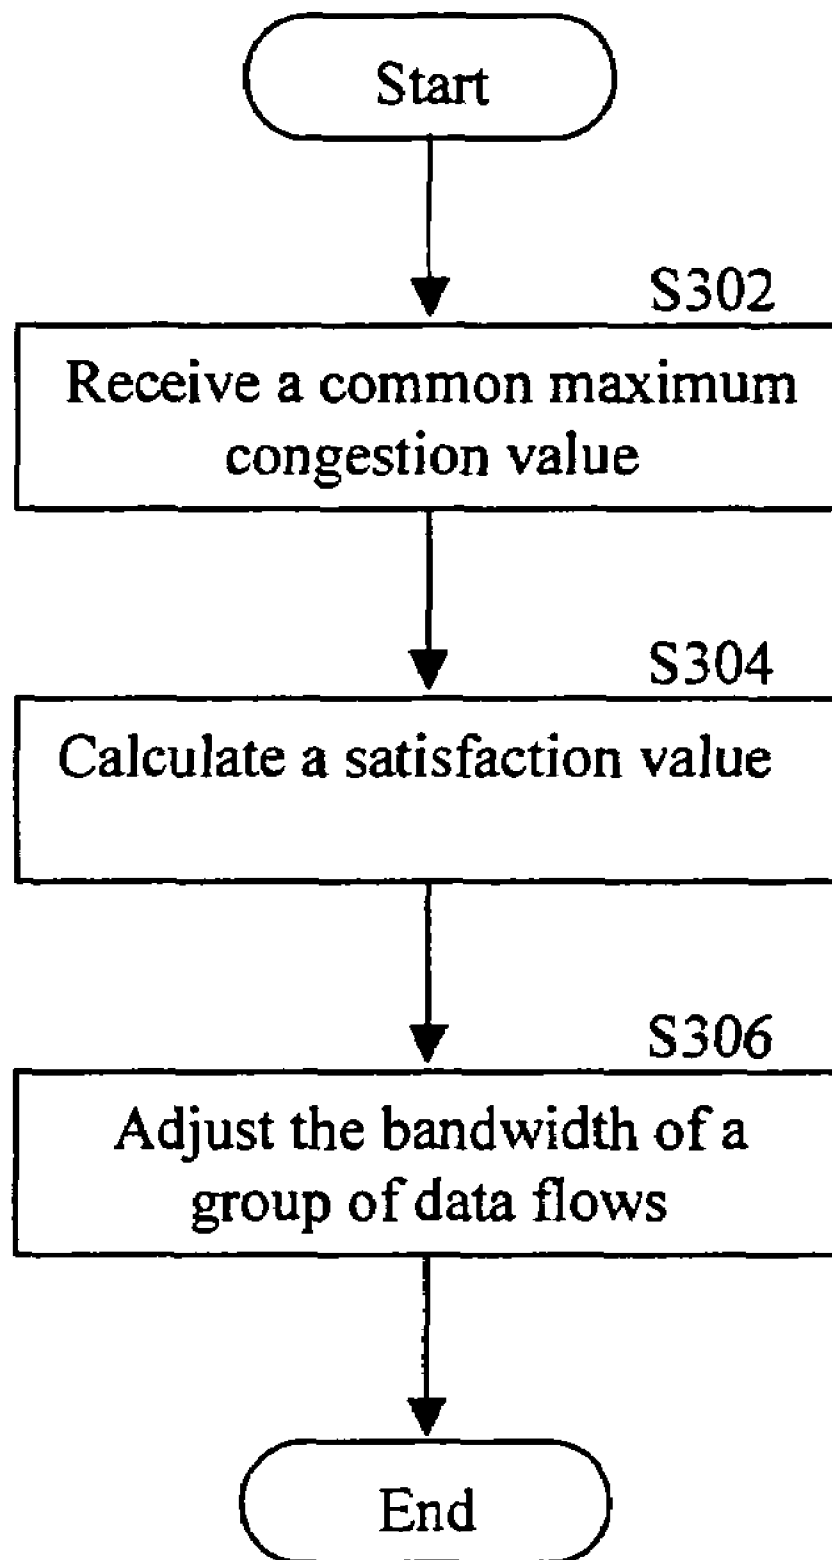 Start
S302
Receive a common maximum
congestion value
S304
Calculate a satisfaction value
S306
Adjust the bandwidth of a
group of data flows
End